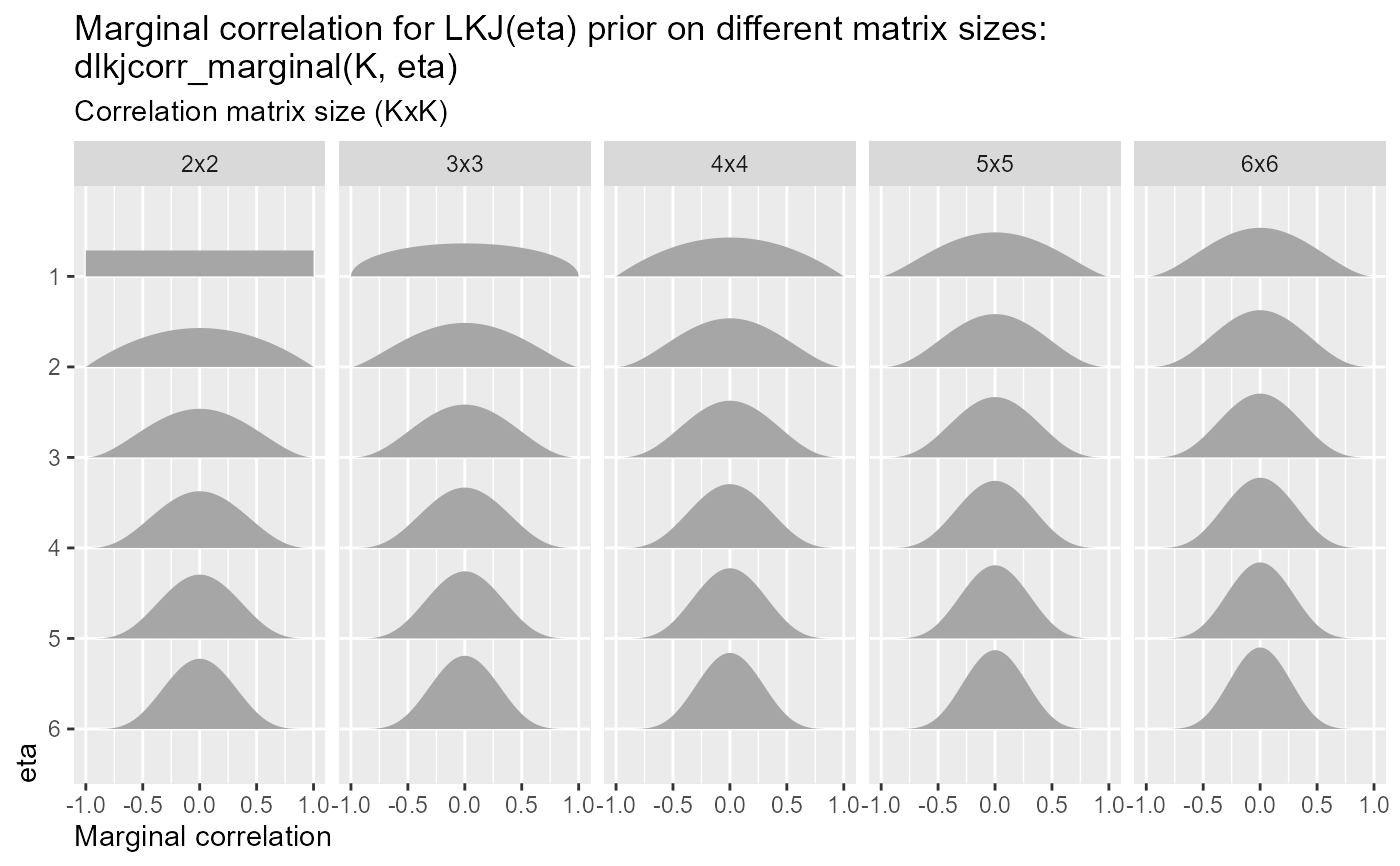 Marginal correlation for LKJ(eta) prior on different matrix sizes:
dlkjcorr_marginal(K, eta)
Correlation matrix size (KxK)
2x2 3x3 4x4 5x5 6x6
1
2
3
4
5
6
eta
-1.0 -0.5 0.0 0.5 1.0 -1.0 -0.5 0.0 0.5 1.0 -1.0 -0.5 0.0 0.5 1.0 -1.0 -0.5 0.0 0.5 1.0 -1.0 -0.5 0.0 0.5 1.0
Marginal correlation